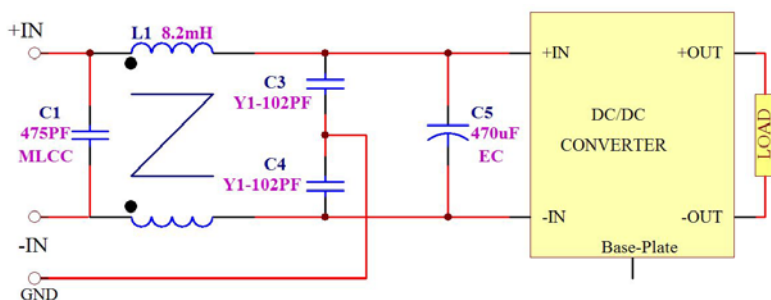 +IN
L1 8.2mH
C1
475PF
MLCC
C3
Y1-102PF
C4
Y1-102PF
C5
470uF
EC
+IN
+OUT
DC/DC
CONVERTER
-IN
-OUT
Base-Plate
LOAD
-IN
GND